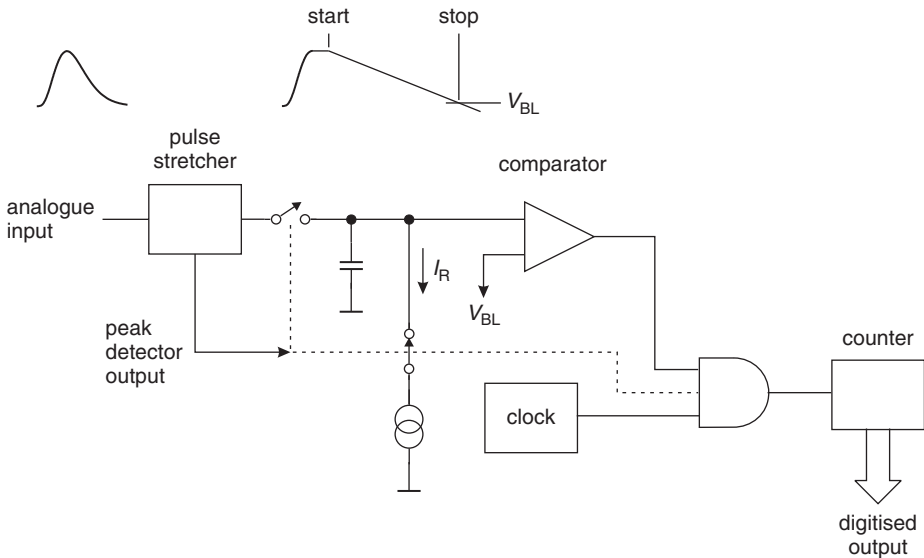 start
stop
V_BL
pulse
stretcher
comparator
analogue
input
I_R
V_BL
peak
detector
output
counter
clock
digitised
output